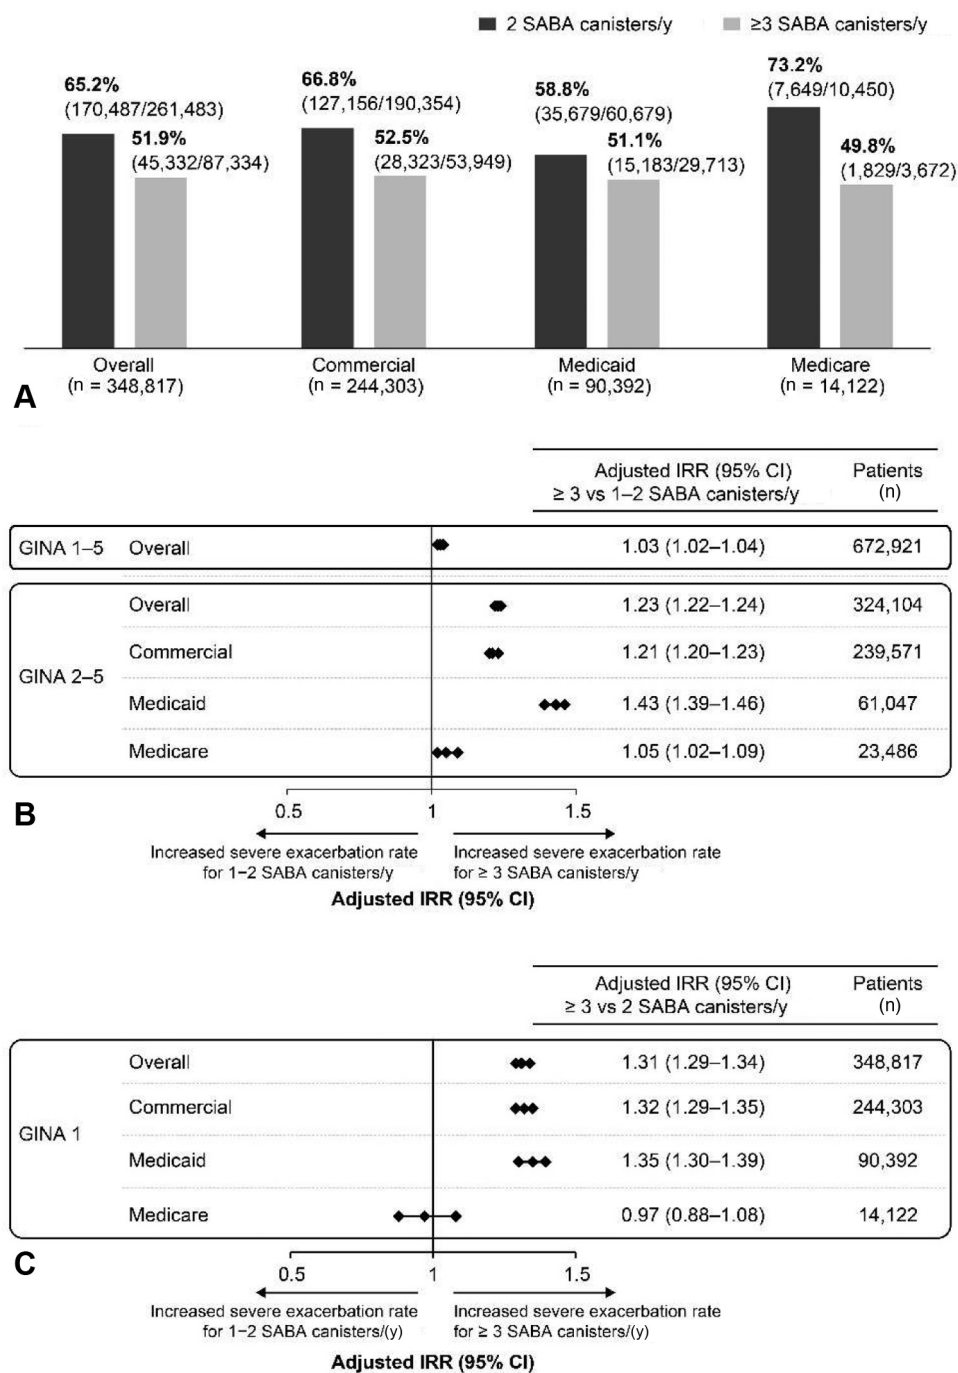 2 SABA canisters/y ≥3 SABA canisters/y
65.2%
(170,487/261,483)
51.9%
(45,332/87,334)
66.8%
(127,156/190,354)
52.5%
(28,323/53,949)
58.8%
(35,679/60,679)
51.1%
(15,183/29,713)
73.2%
(7,649/10,450)
49.8%
(1,829/3,672)
Overall
(n = 348,817)
Commercial
(n = 244,303)
Medicaid
(n = 90,392)
Medicare
(n = 14,122)
A
Adjusted IRR (95% CI)
≥ 3 vs 1–2 SABA canisters/y
Patients
(n)
GINA 1–5 Overall 1.03 (1.02–1.04) 672,921
GINA 2–5
Overall 1.23 (1.22–1.24) 324,104
Commercial 1.21 (1.20–1.23) 239,571
Medicaid 1.43 (1.39–1.46) 61,047
Medicare 1.05 (1.02–1.09) 23,486
B
0.5 1 1.5
Increased severe exacerbation rate
for 1−2 SABA canisters/y
Increased severe exacerbation rate
for ≥ 3 SABA canisters/y
Adjusted IRR (95% CI)
Adjusted IRR (95% CI)
≥ 3 vs 2 SABA canisters/y
Patients
(n)
GINA 1
Overall 1.31 (1.29–1.34) 348,817
Commercial 1.32 (1.29–1.35) 244,303
Medicaid 1.35 (1.30–1.39) 90,392
Medicare 0.97 (0.88–1.08) 14,122
C
0.5 1 1.5
Increased severe exacerbation rate
for 1−2 SABA canisters/(y)
Increased severe exacerbation rate
for ≥ 3 SABA canisters/(y)
Adjusted IRR (95% CI)